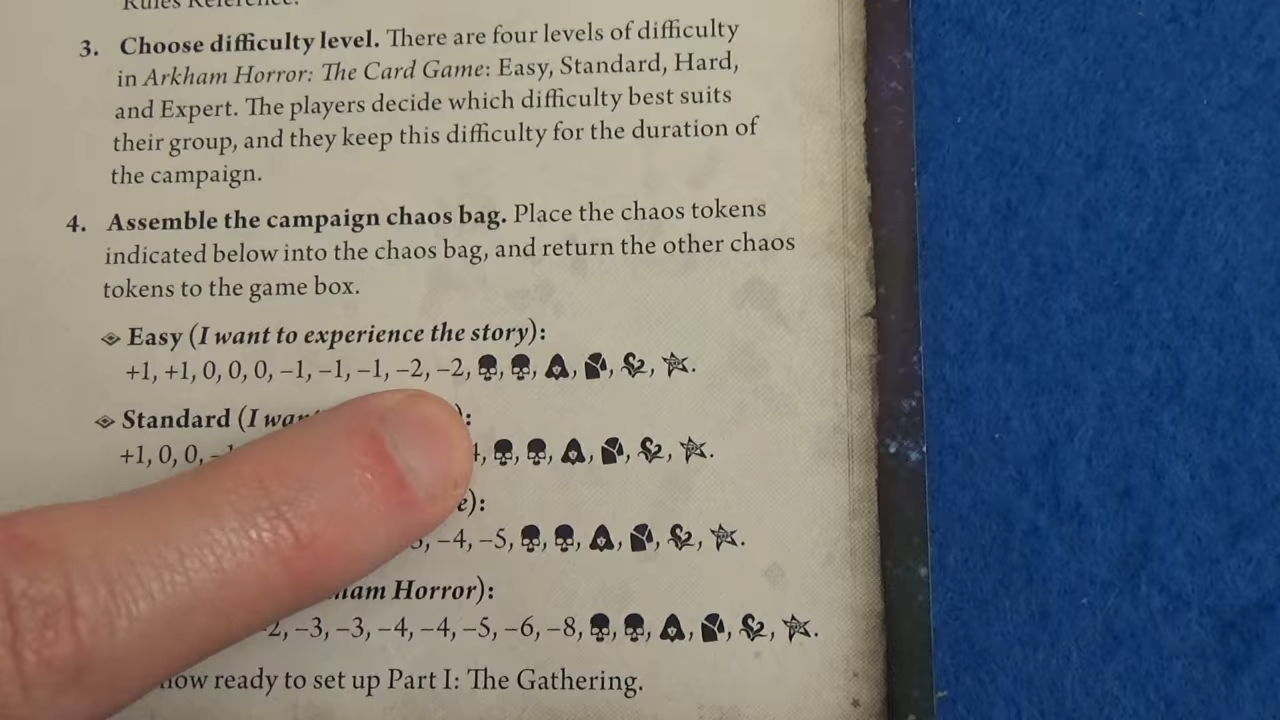 Rules Reference.
3. Choose difficulty level. There are four levels of difficulty
in Arkham Horror: The Card Game: Easy, Standard, Hard,
and Expert. The players decide which difficulty best suits
their group, and they keep this difficulty for the duration of
the campaign.
4. Assemble the campaign chaos bag. Place the chaos tokens
indicated below into the chaos bag, and return the other chaos
tokens to the game box.
Easy (I want to experience the story):
+1, +1, 0, 0, 0, −1, −1, −1, −2, −2,
Standard (I
+1, 0, 0,
−4, −5,
Horror):
−3, −3, −4, −4, −5, −6, −8,
now ready to set up Part I: The Gathering.